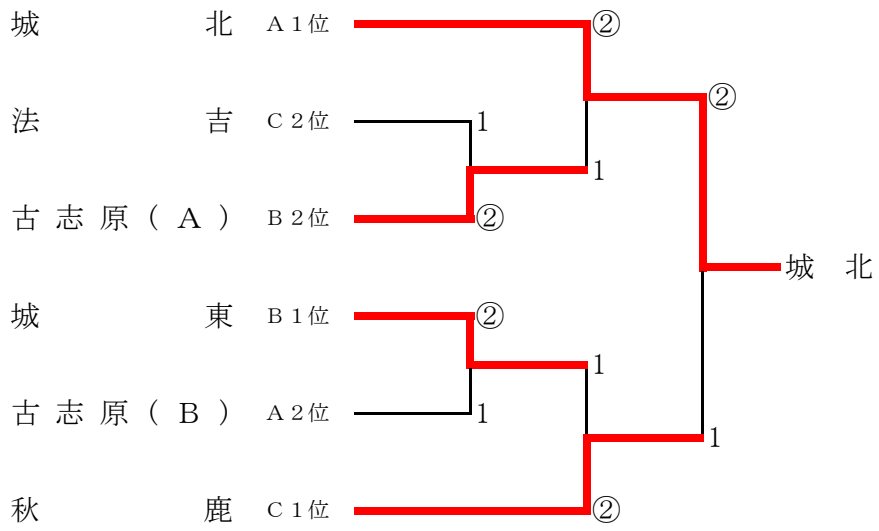 城 北 A1位 ②
②
法 吉 C2位 1
1
古志原(A) B2位 ②
城 北
城 東 B1位 ②
1
古志原(B) A2位 1
1
秋 鹿 C1位 ②